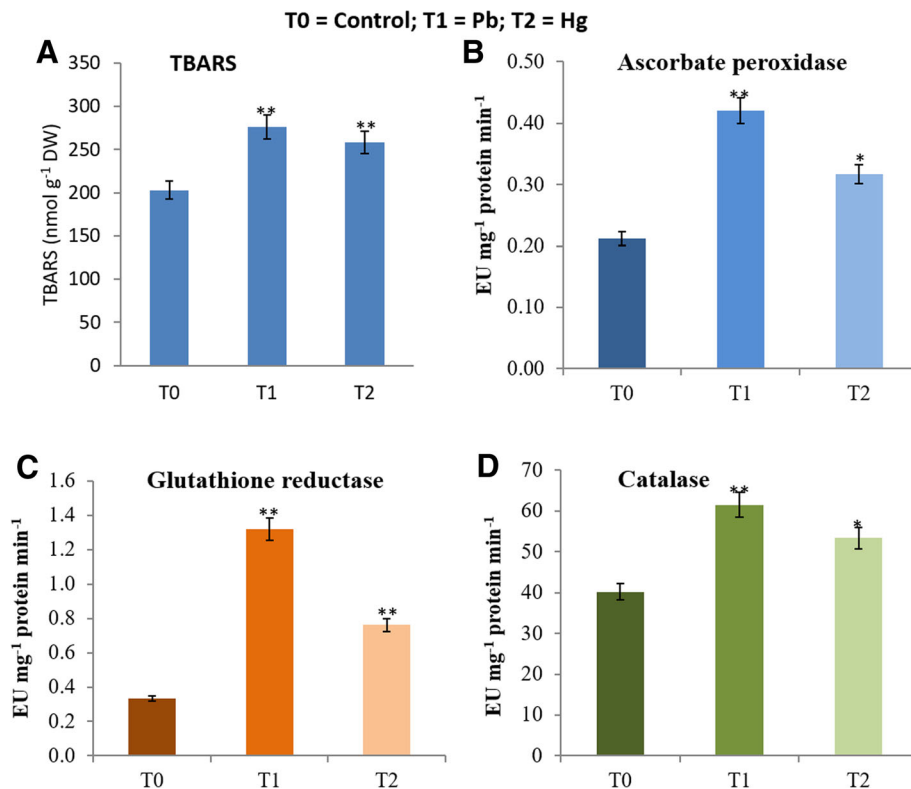 T0 = Control; T1 = Pb; T2 = Hg
A
TBARS
TBARS (nmol g⁻¹ DW)
350
300
250
200
150
100
50
0
**
**
T0 T1 T2
B
Ascorbate peroxidase
EU mg⁻¹ protein min⁻¹
0.50
0.40
0.30
0.20
0.10
0.00
**
*
T0 T1 T2
C
Glutathione reductase
EU mg⁻¹ protein min⁻¹
1.6
1.4
1.2
1.0
0.8
0.6
0.4
0.2
0.0
**
**
T0 T1 T2
D
Catalase
EU mg⁻¹ protein min⁻¹
70
60
50
40
30
20
10
0
**
*
T0 T1 T2